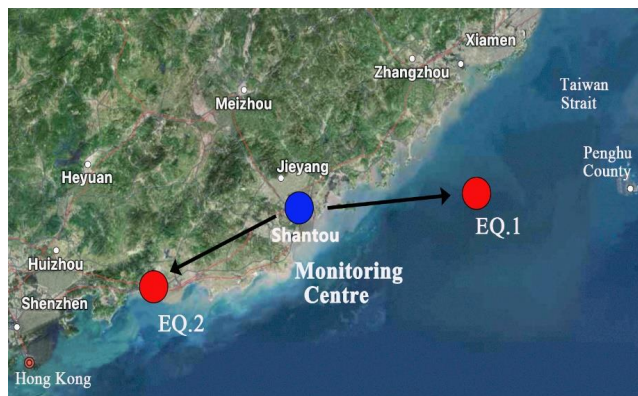 Xiamen
Zhangzhou
Taiwan
Strait
Meizhou
Penghu
County
Jieyang
Heyuan
EQ.1
Shantou
Huizhou
Monitoring
Centre
Shenzhen
EQ.2
Hong Kong